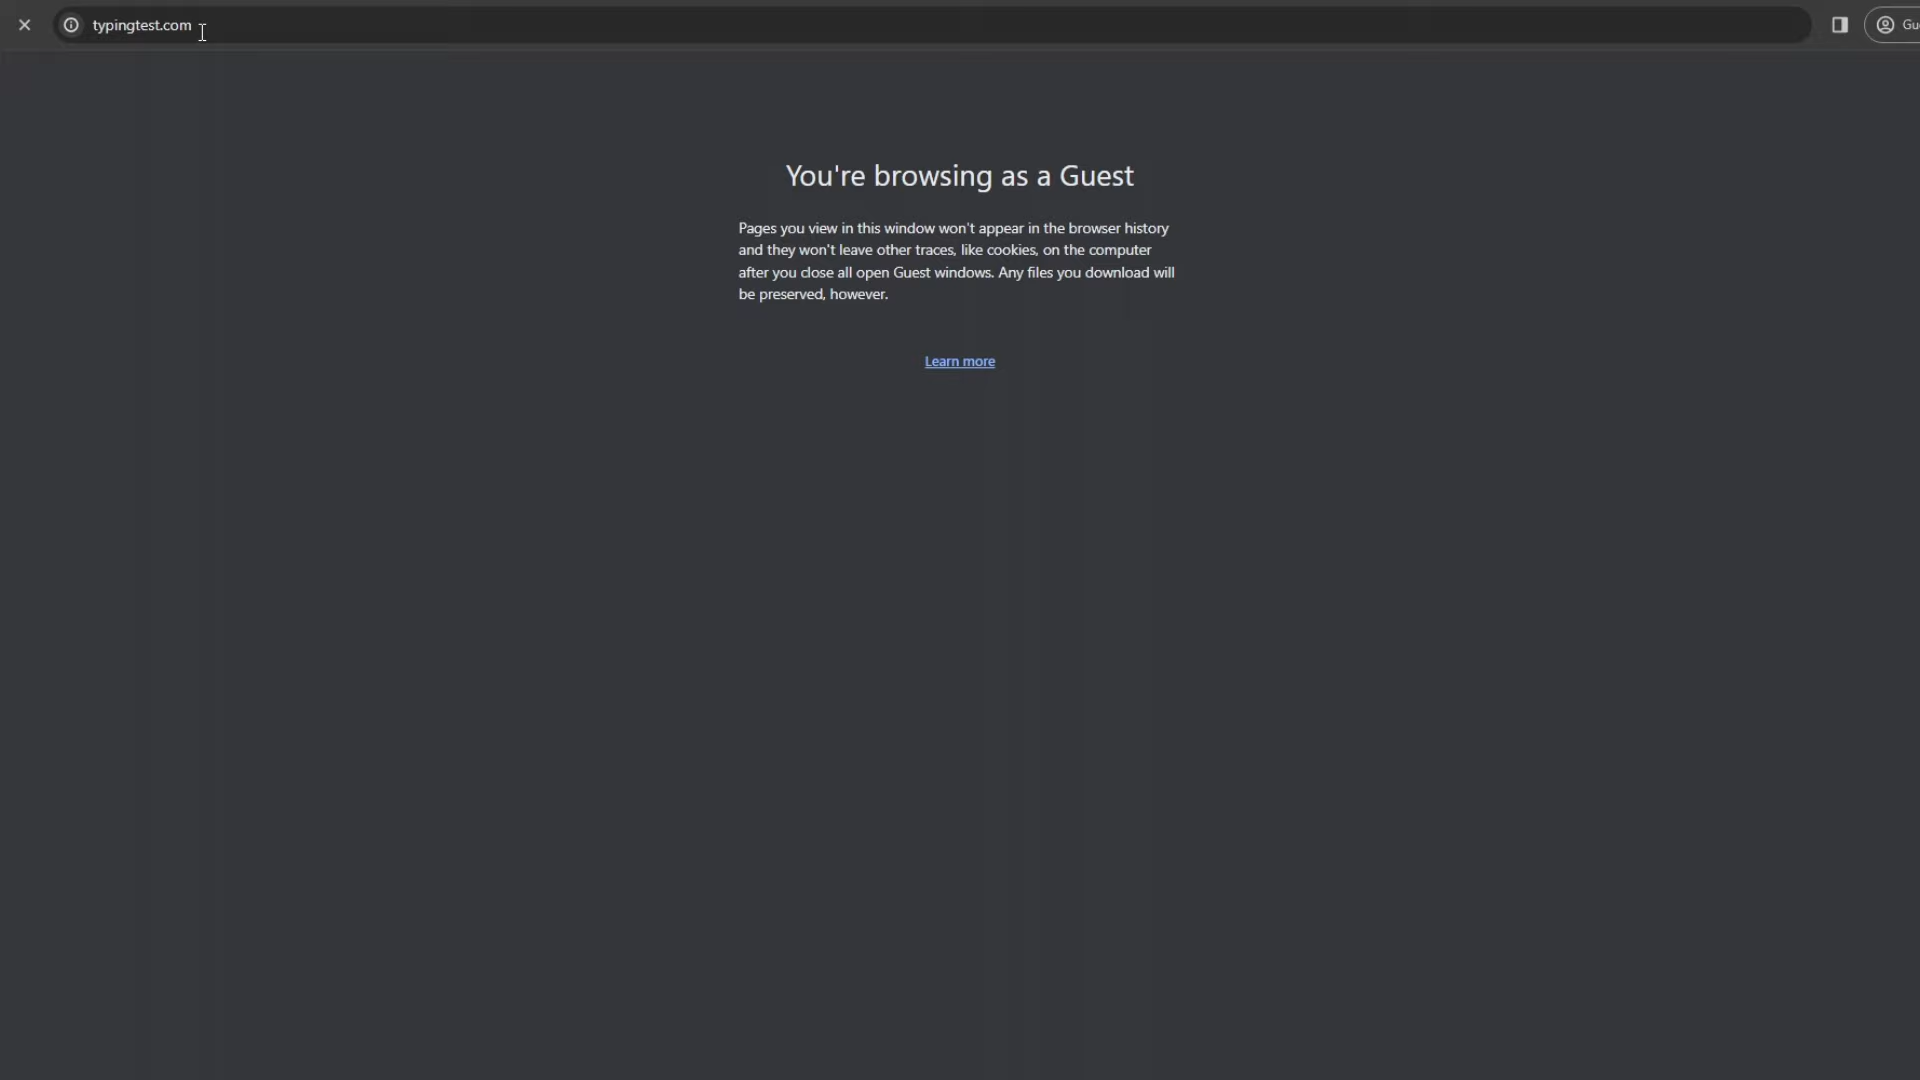 typingtest.com
Gu
You're browsing as a Guest
Pages you view in this window won't appear in the browser history
and they won't leave other traces, like cookies, on the computer
after you close all open Guest windows. Any files you download will
be preserved, however.
Learn more